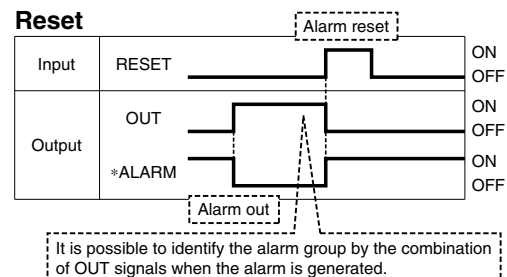 Reset
Alarm reset
Input
RESET
ON
OFF
Output
OUT
ON
OFF
*ALARM
ON
OFF
Alarm out
It is possible to identify the alarm group by the combination
of OUT signals when the alarm is generated.